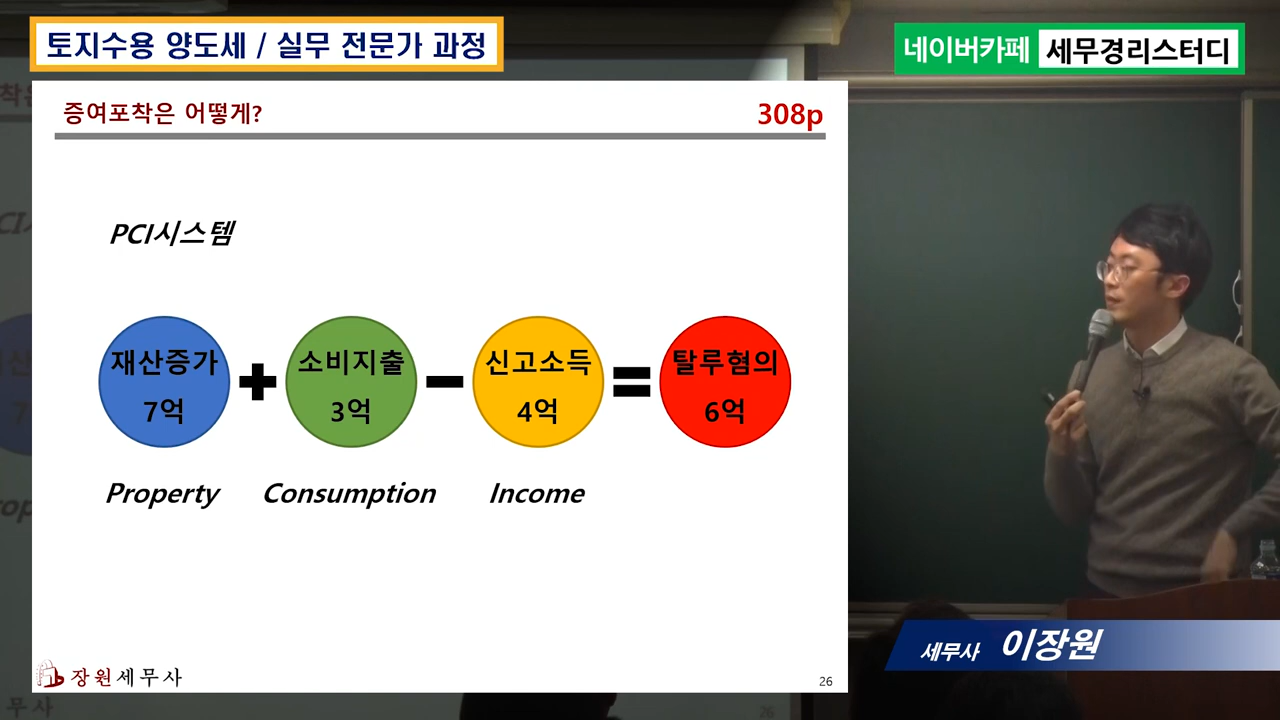 토지수용 양도세 / 실무 전문가 과정
네이버카페 세무경리스터디
증여포착은 어떻게?
308p
PCI시스템
재산증가
7억
+
소비지출
3억
−
신고소득
4억
=
탈루혐의
6억
Property
Consumption
Income
장원세무사
26
세무사 이장원